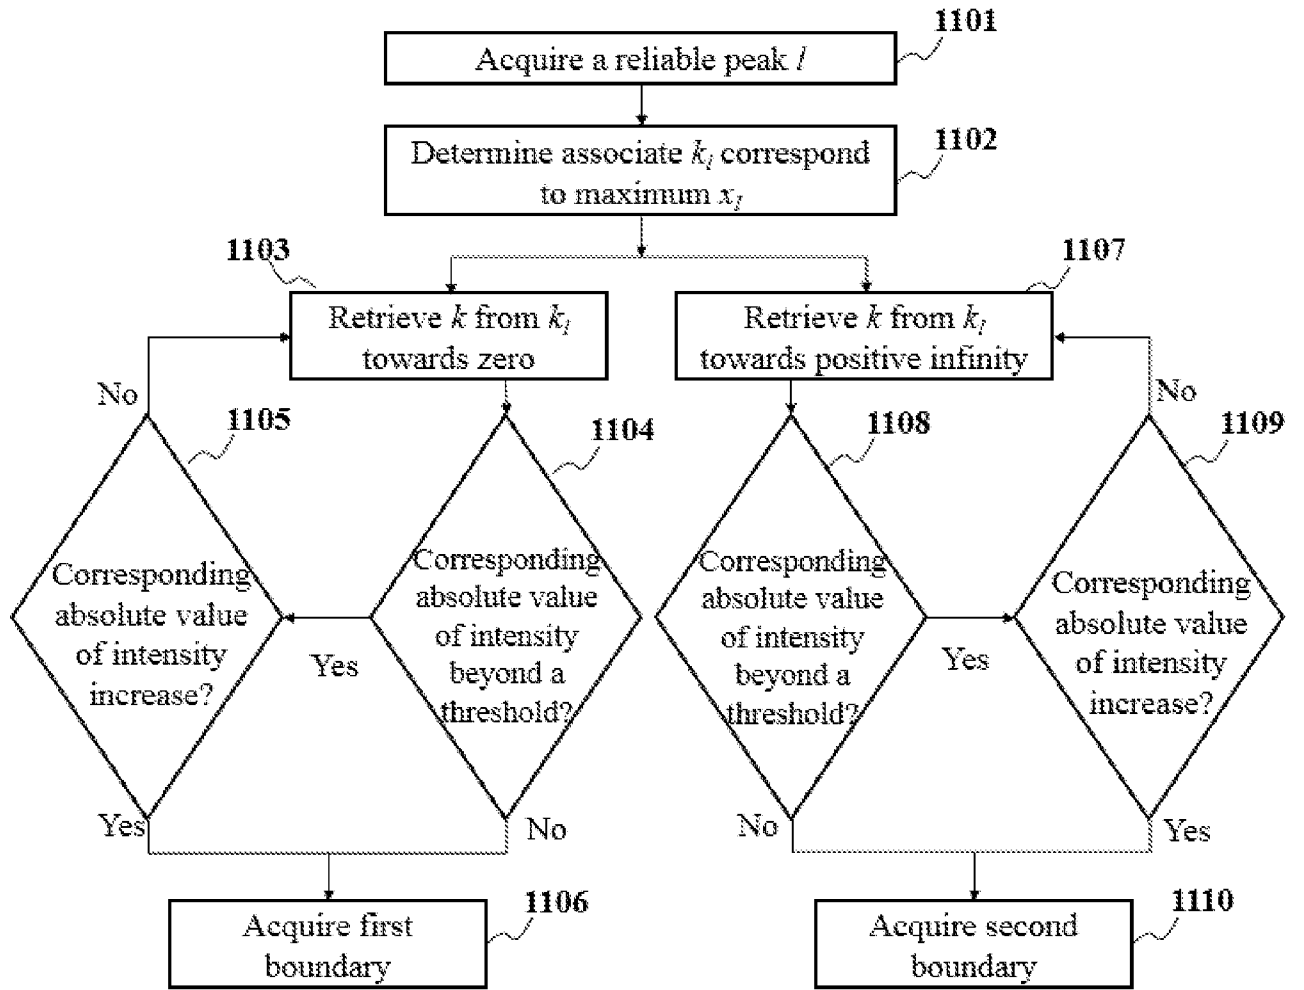 1101
Acquire a reliable peak l
1102
Determine associate kₗ correspond
to maximum xₗ
1103
Retrieve k from kₗ
towards zero
1107
Retrieve k from kₗ
towards positive infinity
No
1105
Corresponding
absolute value
of intensity
increase?
1104
Corresponding
absolute value
of intensity
beyond a
threshold?
Yes
Yes
No
1108
Corresponding
absolute value
of intensity
beyond a
threshold?
No
1109
Corresponding
absolute value
of intensity
increase?
Yes
No
Yes
1106
Acquire first
boundary
1110
Acquire second
boundary